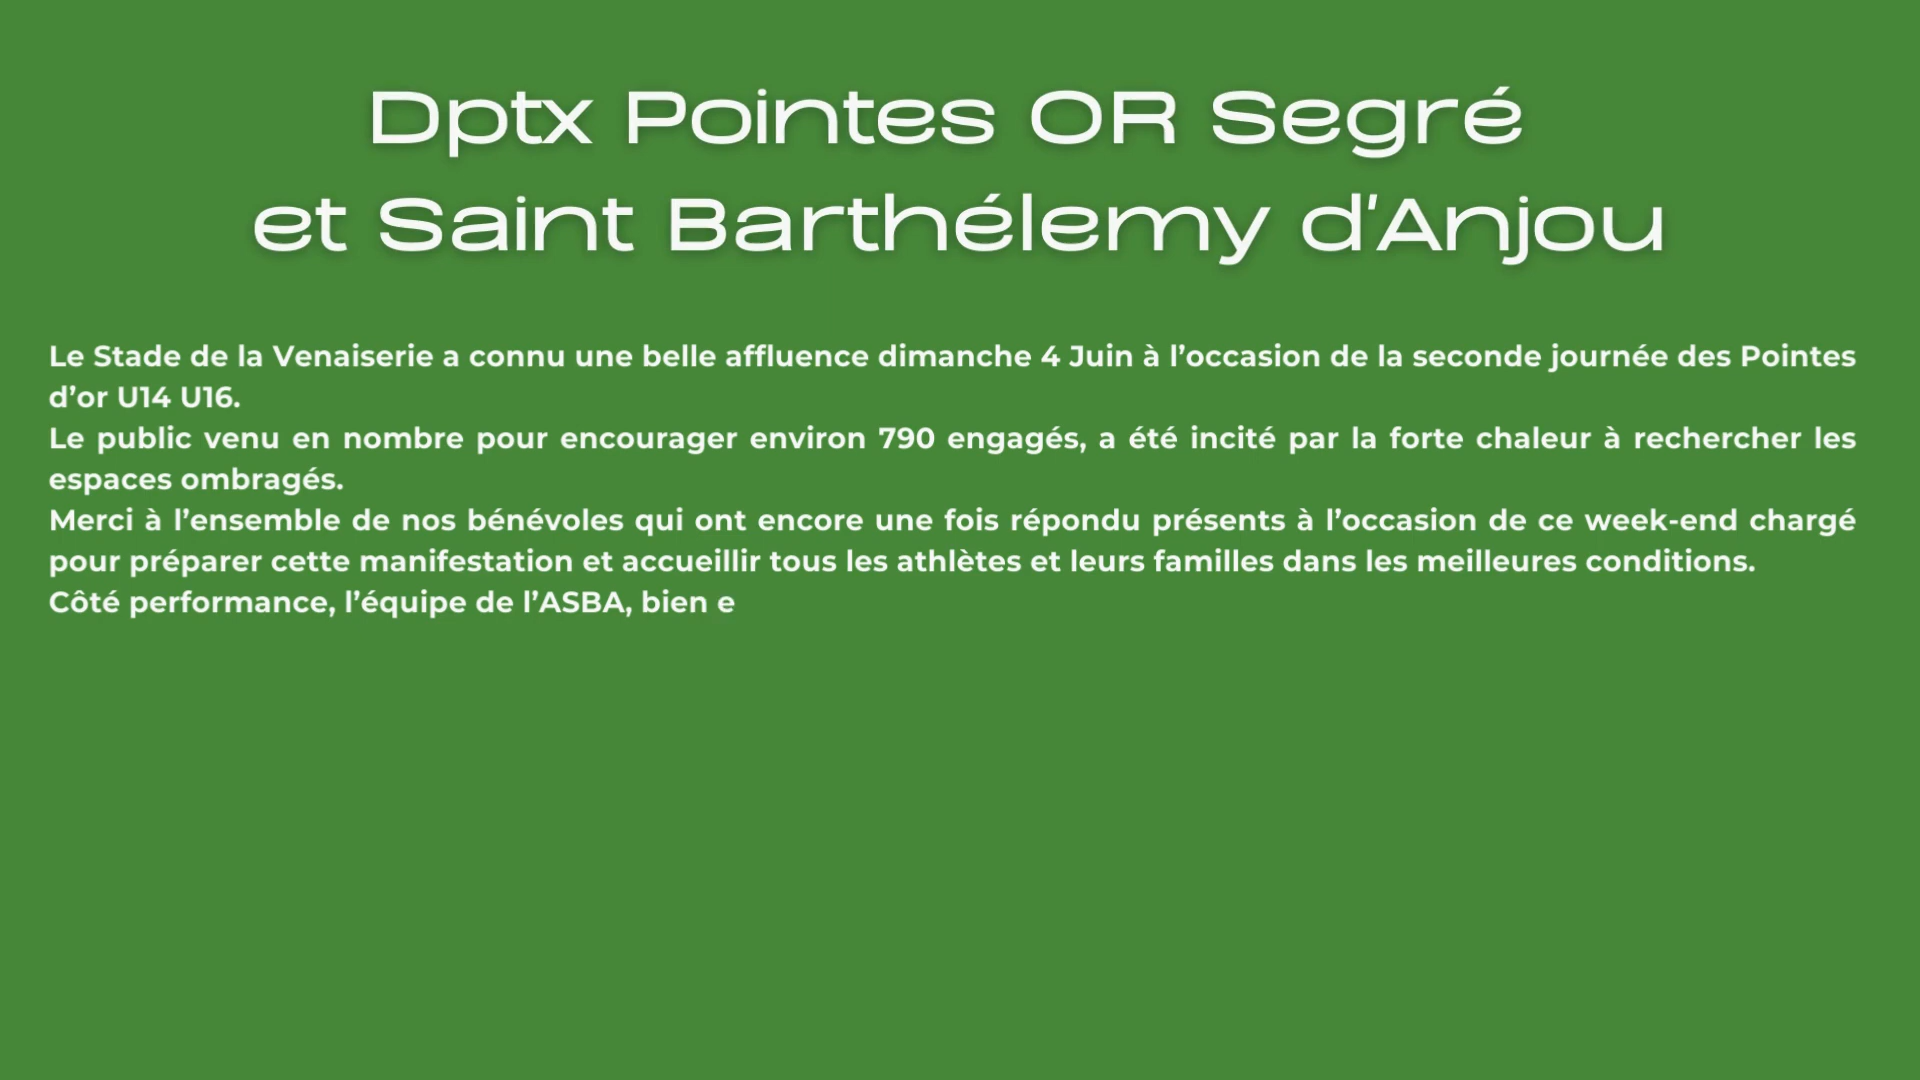 Dptx Pointes OR Segré
et Saint Barthélemy d'Anjou
Le Stade de la Venaiserie a connu une belle affluence dimanche 4 Juin à l’occasion de la seconde journée des Pointes
d’or U14 U16.
Le public venu en nombre pour encourager environ 790 engagés, a été incité par la forte chaleur à rechercher les
espaces ombragés.
Merci à l’ensemble de nos bénévoles qui ont encore une fois répondu présents à l’occasion de ce week-end chargé
pour préparer cette manifestation et accueillir tous les athlètes et leurs familles dans les meilleures conditions.
Côté performance, l’équipe de l’ASBA, bien e